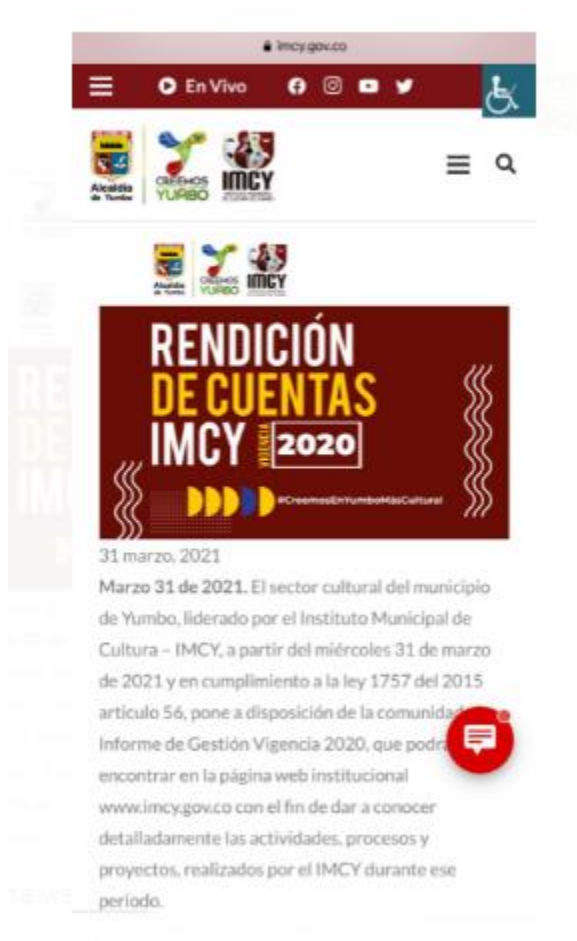 imcy.gov.co
En Vivo
Alcaldía
de Yumbo
CREEMOS
YUMBO
IMCY
Alcaldía
de Yumbo
CREEMOS
YUMBO
IMCY
RENDICIÓN
DE CUENTAS
IMCY VIGENCIA 2020
#CreemosEnYumboMásCultural
31 marzo, 2021
Marzo 31 de 2021. El sector cultural del municipio
de Yumbo, liderado por el Instituto Municipal de
Cultura – IMCY, a partir del miércoles 31 de marzo
de 2021 y en cumplimiento a la ley 1757 del 2015
articulo 56, pone a disposición de la comunidad
Informe de Gestión Vigencia 2020, que podr
encontrar en la página web institucional
www.imcy.gov.co con el fin de dar a conocer
detalladamente las actividades, procesos y
proyectos, realizados por el IMCY durante ese
periodo.